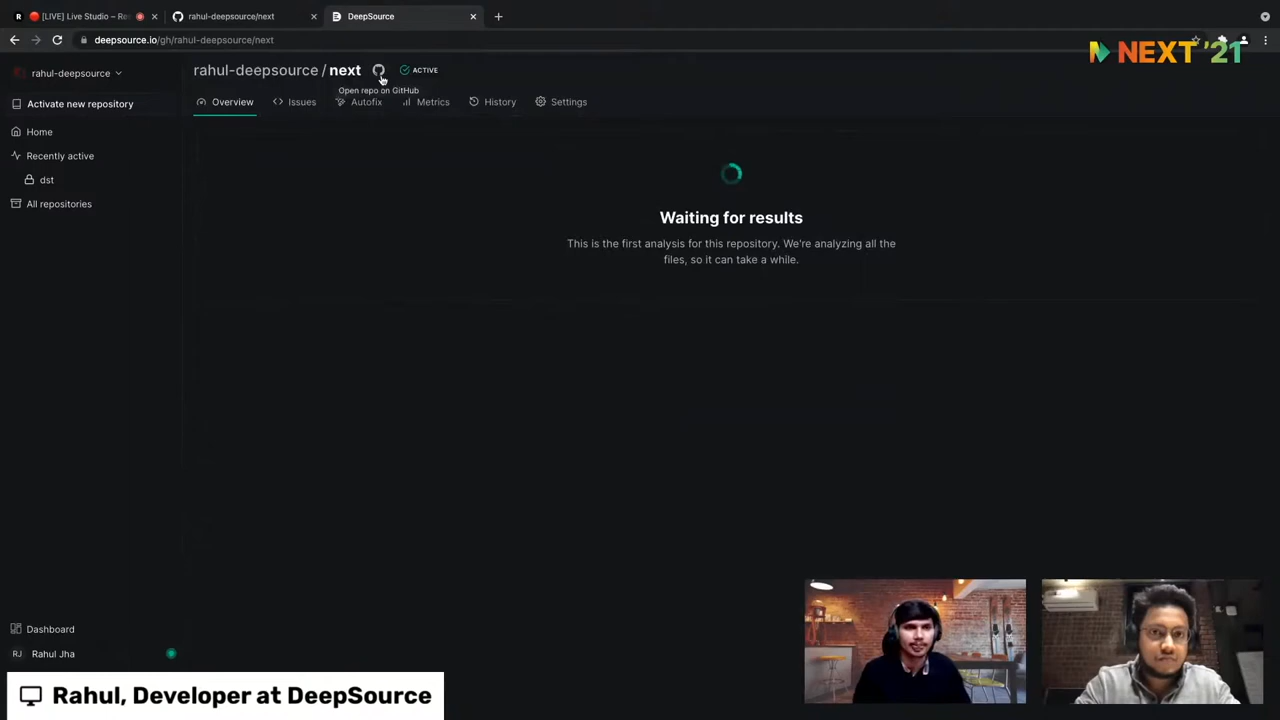 [LIVE] Live Studio – Re
rahul-deepsource/next
DeepSource
deepsource.io/gh/rahul-deepsource/next
NEXT '21
rahul-deepsource
rahul-deepsource / next
ACTIVE
Open repo on GitHub
Activate new repository
Overview
Issues
Autofix
Metrics
History
Settings
Home
Recently active
dst
All repositories
Waiting for results
This is the first analysis for this repository. We're analyzing all the
files, so it can take a while.
Dashboard
RJ Rahul Jha
Rahul, Developer at DeepSource